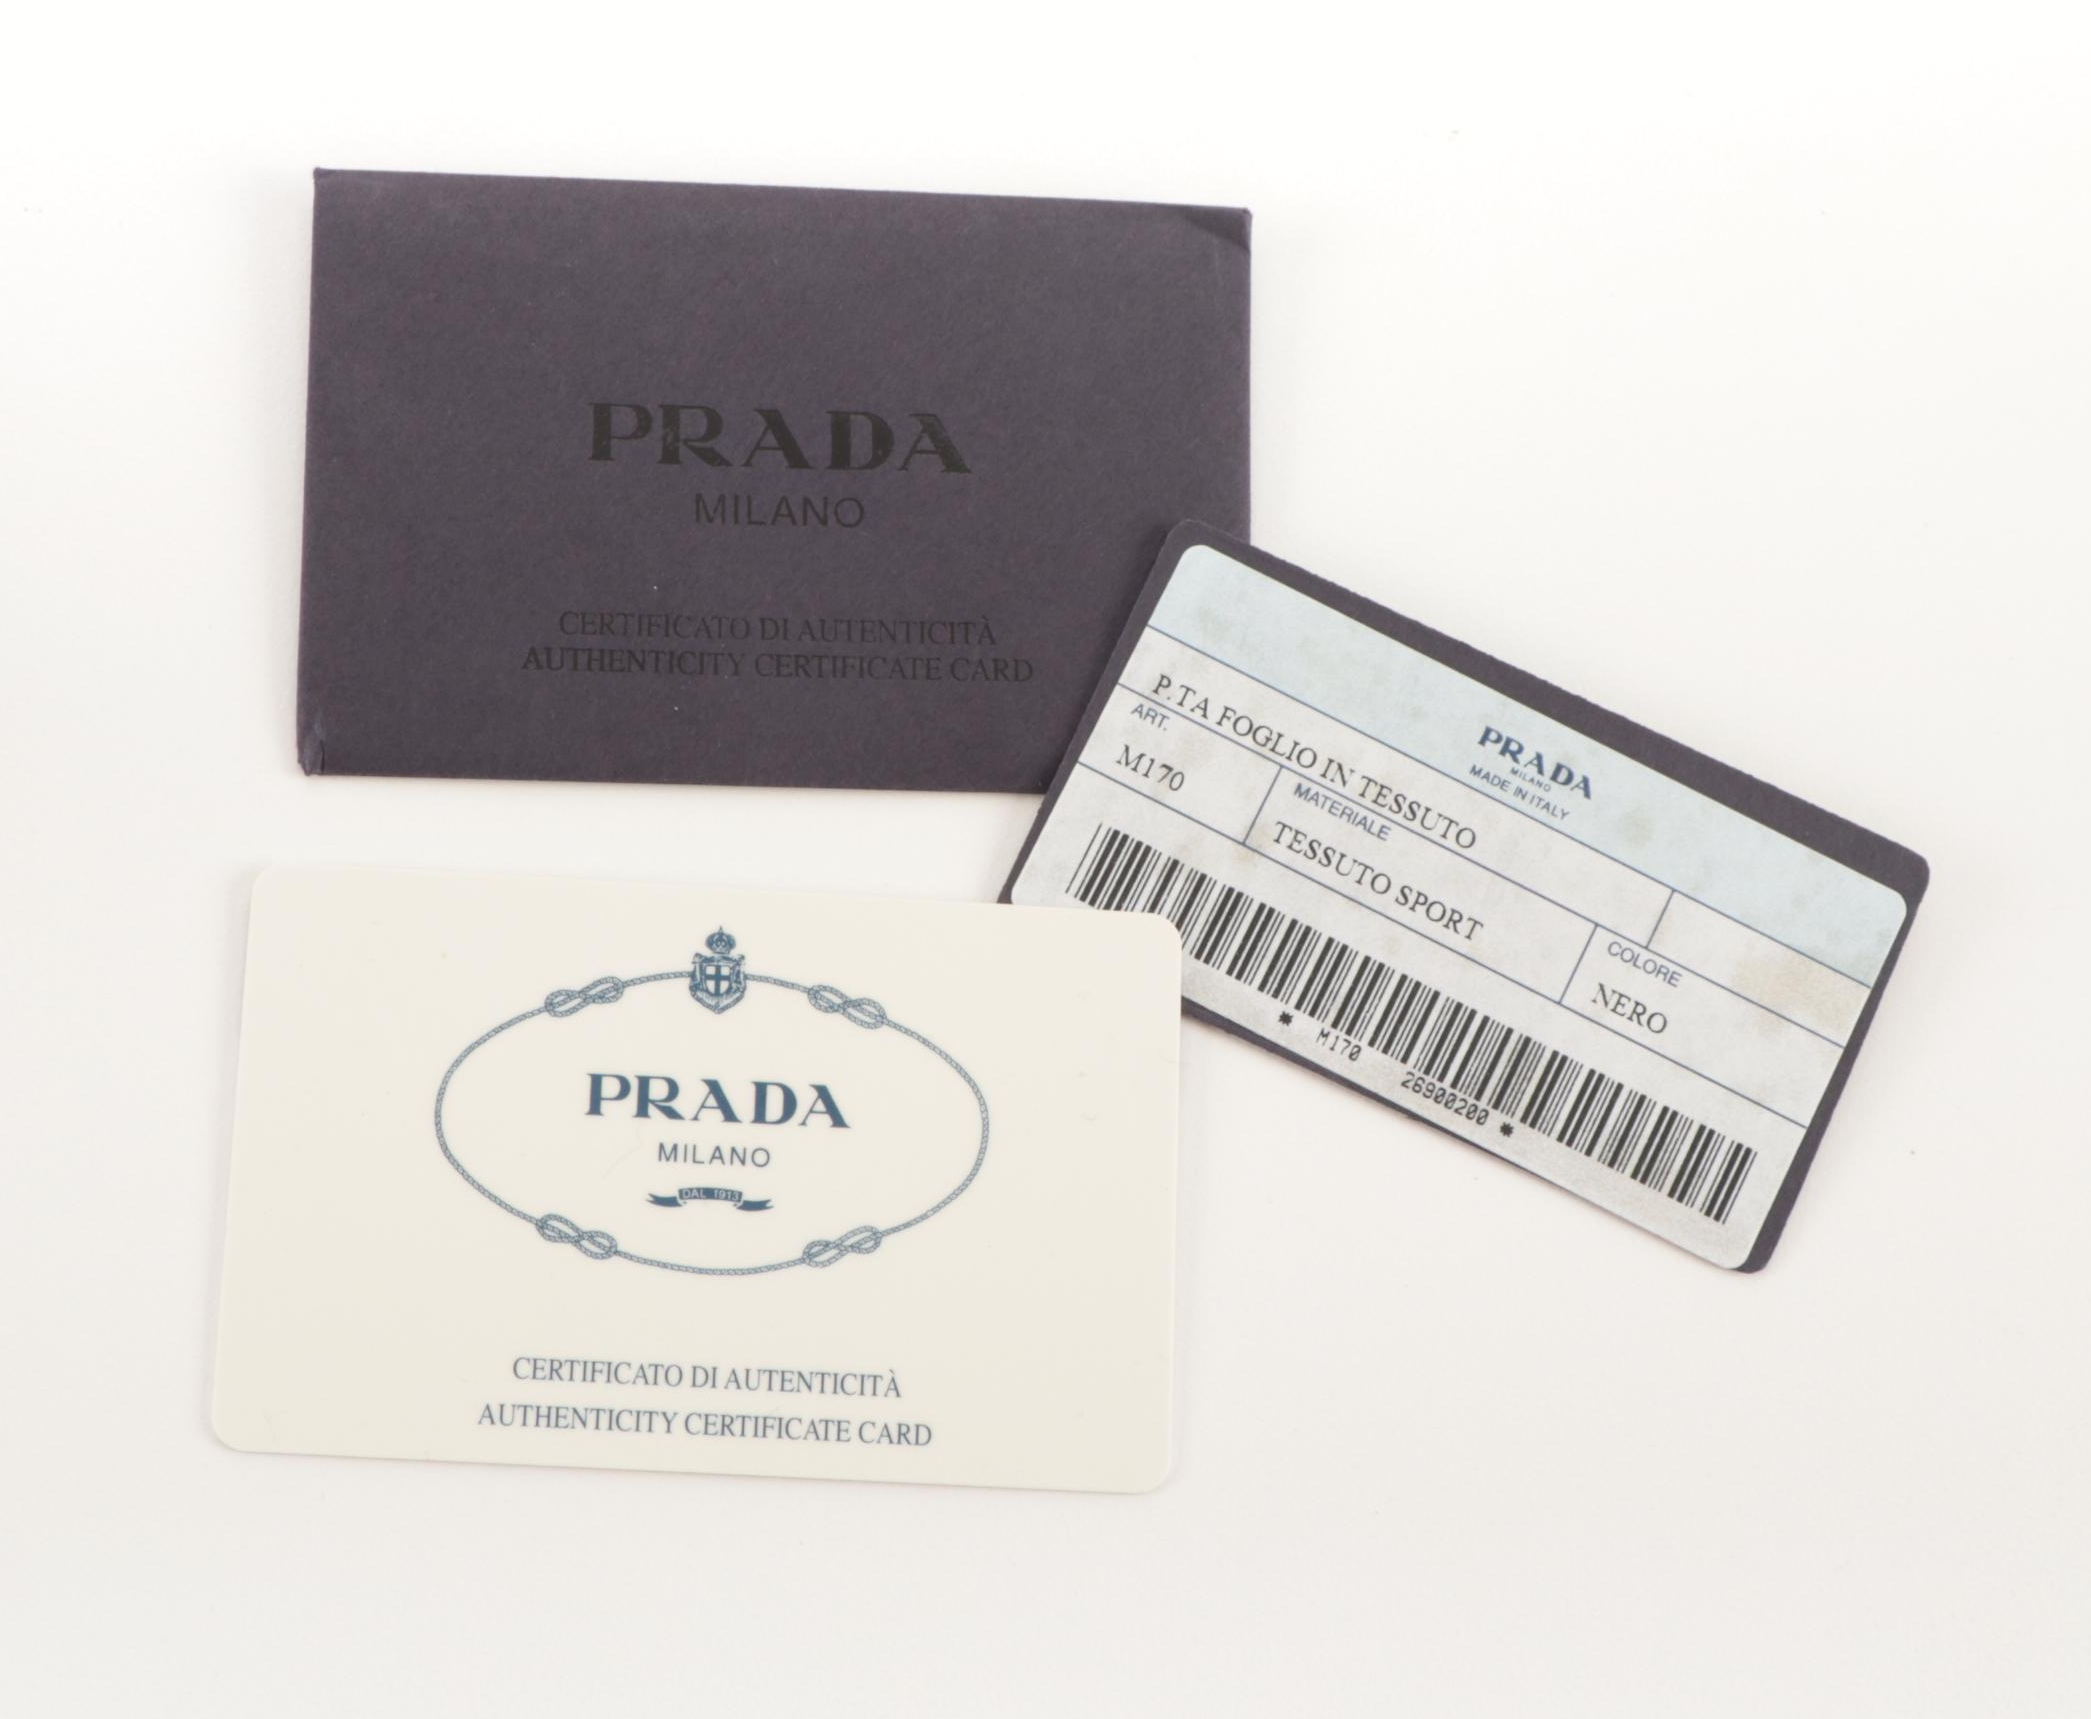 PRADA
MILANO
CERTIFICATO DI AUTENTICITÀ
AUTHENTICITY CERTIFICATE CARD
PRADA
MILANO
MADE IN ITALY
P.TA FOGLIO IN TESSUTO
ART.
M170
MATERIALE
TESSUTO SPORT
COLORE
NERO
* M170 26900200 *
PRADA
MILANO
DAL 1913
CERTIFICATO DI AUTENTICITÀ
AUTHENTICITY CERTIFICATE CARD